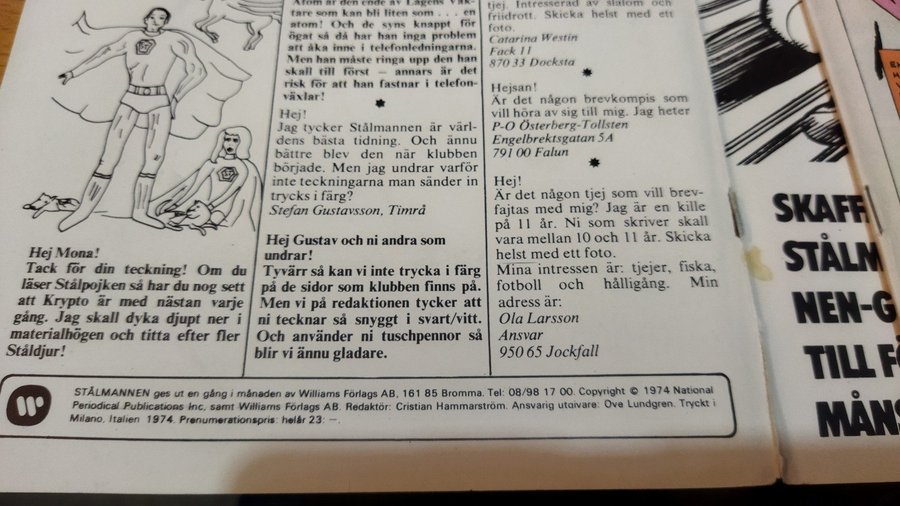 Hej Mona!
Tack för din teckning! Om du
läser Stålpojken så har du nog sett
att Krypto är med nästan varje
gång. Jag skall dyka djupt ner i
materialhögen och titta efter fler
Ståldjur!
Atom är den ende av Lagens Väk-
tare som kan bli liten som . . . en
atom! Och de syns knappt för
ögat så då har han inga problem
att åka inne i telefonledningarna.
Men han måste ringa upp den han
skall till först — annars är det
risk för att han fastnar i telefon-
växlar!
Hej!
Jag tycker Stålmannen är värl-
dens bästa tidning. Och ännu
bättre blev den när klubben
började. Men jag undrar varför
inte teckningarna man sänder in
trycks i färg?
Stefan Gustavsson, Timrå
Hej Gustav och ni andra som
undrar!
Tyvärr så kan vi inte trycka i färg
på de sidor som klubben finns på.
Men vi på redaktionen tycker att
ni tecknar så snyggt i svart/vitt.
Och använder ni tuschpennor så
blir vi ännu gladare.
tjej. Intresserad av slalom och
friidrott. Skicka helst med ett
foto.
Catarina Westin
Fack 11
870 33 Docksta
Hejsan!
Är det någon brevkompis som
vill höra av sig till mig. Jag heter
P-O Österberg-Tollsten
Engelbrektsgatan 5A
791 00 Falun
Hej!
Är det någon tjej som vill brev-
fajtas med mig? Jag är en kille
på 11 år. Ni som skriver skall
vara mellan 10 och 11 år. Skicka
helst med ett foto.
Mina intressen är: tjejer, fiska,
fotboll och hålligång. Min
adress är:
Ola Larsson
Ansvar
950 65 Jockfall
STÅLMANNEN ges ut en gång i månaden av Williams Förlags AB, 161 85 Bromma. Tel: 08/98 17 00. Copyright © 1974 National
Periodical Publications Inc, samt Williams Förlags AB. Redaktör: Cristian Hammarström. Ansvarig utgivare: Ove Lundgren. Tryckt i
Milano, Italien 1974. Prenumerationspris: helår 23: —.
SKAFF
STÅLM
NEN-G
TILL F
MÅN